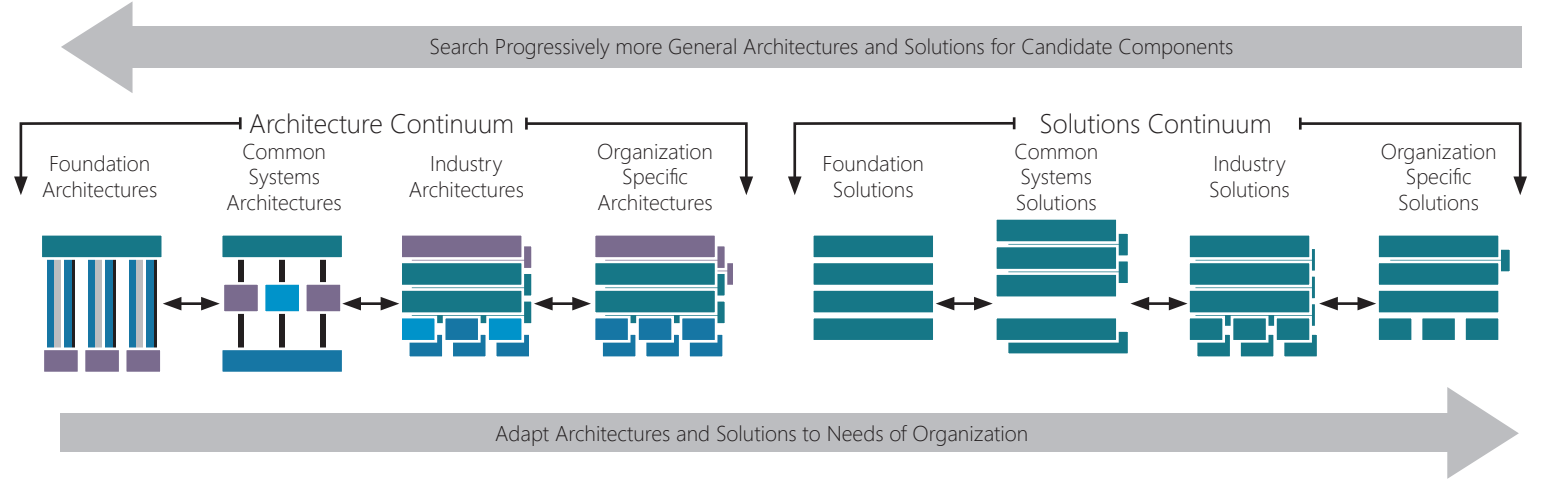 Search Progressively more General Architectures and Solutions for Candidate Components
Architecture Continuum
Foundation
Architectures
Common
Systems
Architectures
Industry
Architectures
Organization
Specific
Architectures
Solutions Continuum
Foundation
Solutions
Common
Systems
Solutions
Industry
Solutions
Organization
Specific
Solutions
Adapt Architectures and Solutions to Needs of Organization